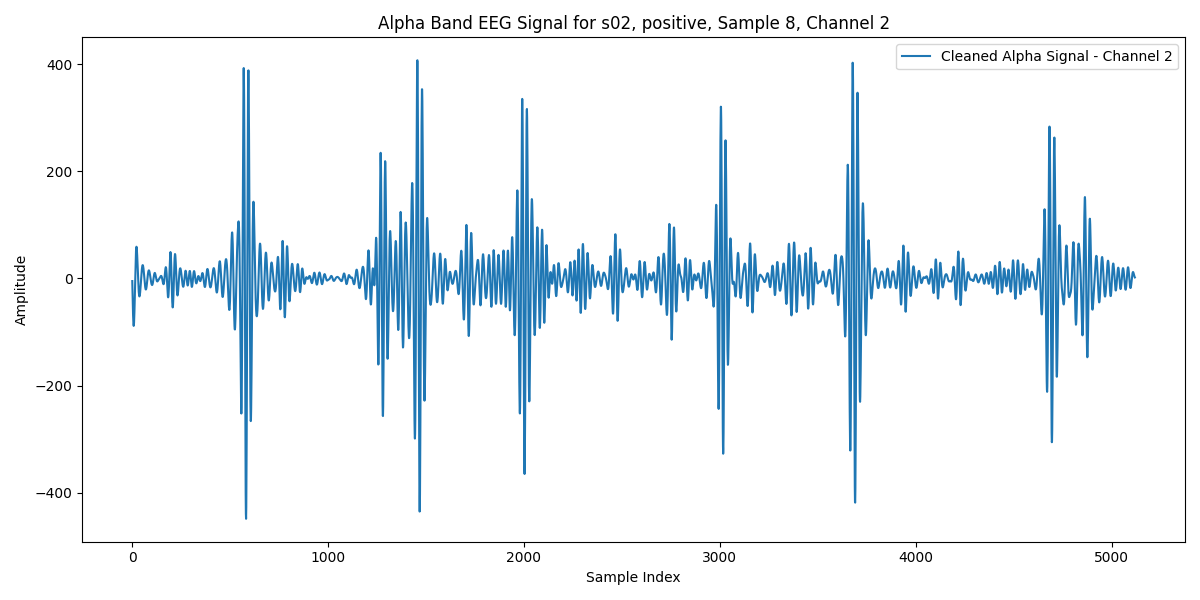 Alpha Band EEG Signal for s02, positive, Sample 8, Channel 2
Cleaned Alpha Signal - Channel 2
400
200
0
−200
−400
Amplitude
0 1000 2000 3000 4000 5000
Sample Index